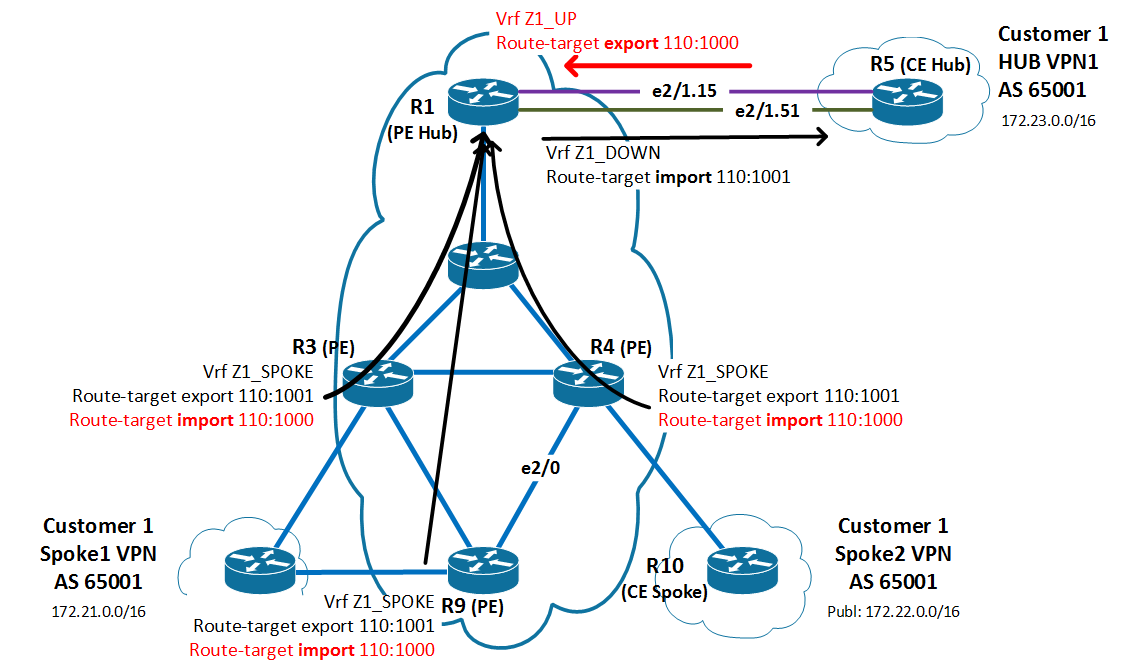 Vrf Z1_UP
Route-target export 110:1000
Customer 1
HUB VPN1
AS 65001
172.23.0.0/16
R5 (CE Hub)
e2/1.15
e2/1.51
R1
(PE Hub)
Vrf Z1_DOWN
Route-target import 110:1001
R3 (PE)
Vrf Z1_SPOKE
Route-target export 110:1001
Route-target import 110:1000
R4 (PE)
Vrf Z1_SPOKE
Route-target export 110:1001
Route-target import 110:1000
e2/0
Customer 1
Spoke1 VPN
AS 65001
172.21.0.0/16
Vrf Z1_SPOKE
Route-target export 110:1001
Route-target import 110:1000
R9 (PE)
R10
(CE Spoke)
Customer 1
Spoke2 VPN
AS 65001
Publ: 172.22.0.0/16